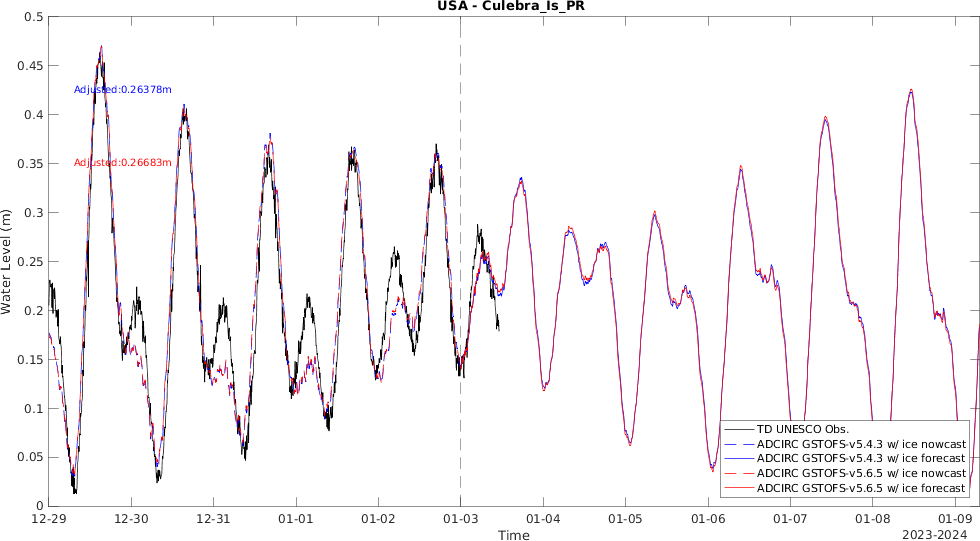 USA - Culebra_Is_PR
0.5
0.45
0.4
0.35
0.3
0.25
0.2
0.15
0.1
0.05
0
Water Level (m)
Adjusted:0.26378m
Adjusted:0.26683m
TD UNESCO Obs.
ADCIRC GSTOFS-v5.4.3 w/ ice nowcast
ADCIRC GSTOFS-v5.4.3 w/ ice forecast
ADCIRC GSTOFS-v5.6.5 w/ ice nowcast
ADCIRC GSTOFS-v5.6.5 w/ ice forecast
12-29 12-30 12-31 01-01 01-02 01-03 01-04 01-05 01-06 01-07 01-08 01-09
Time
2023-2024